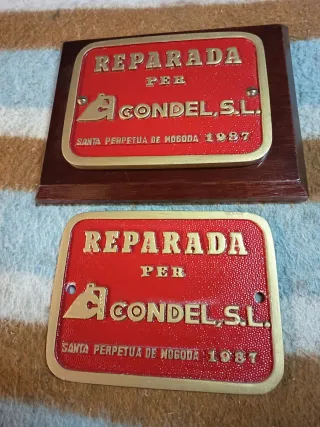 REPARADA
PER
CONDEL, S.L.
SANTA PERPETUA DE MOGODA 1987
REPARADA
PER
CONDEL, S.L.
SANTA PERPETUA DE MOGODA 1987